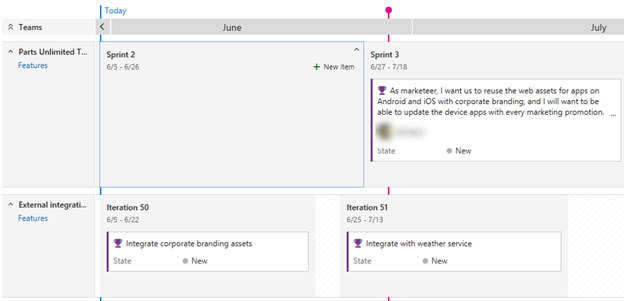 Today
Teams
June
July
Parts Unlimited T...
Features
Sprint 2
6/5 - 6/26
New item
Sprint 3
6/27 - 7/18
As marketeer, I want us to reuse the web assets for apps on
Android and iOS with corporate branding, and I will want to be
able to update the device apps with every marketing promotion.
...
State
New
External integrati...
Features
Iteration 50
6/5 - 6/22
Integrate corporate branding assets
State
New
Iteration 51
6/25 - 7/13
Integrate with weather service
State
New